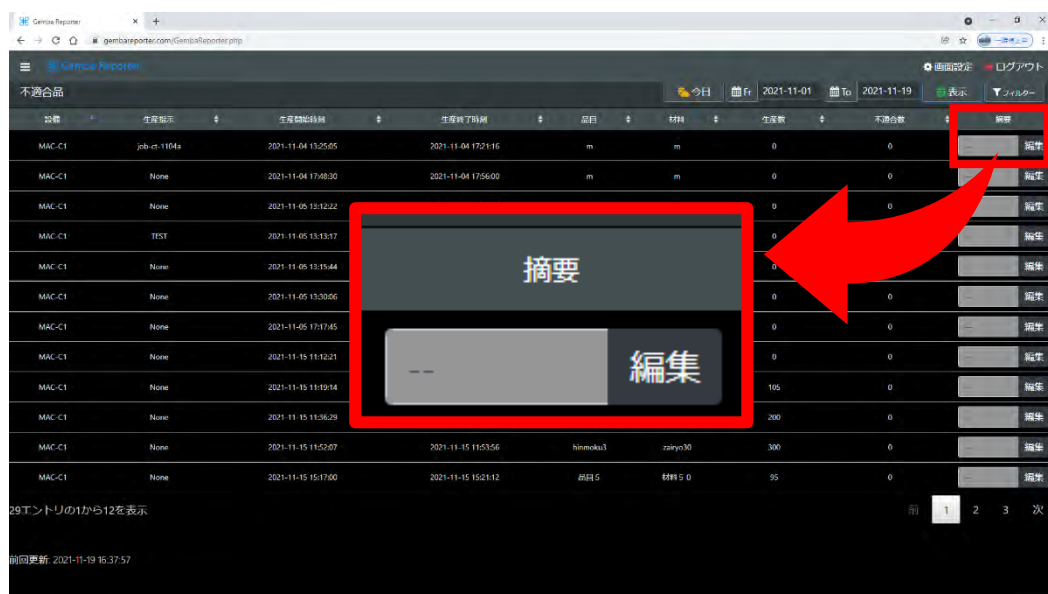 Gemba Reporter
gembareporter.com/GembaReporter.php
Gemba Reporter 画面設定 ログアウト
不適合品 今日 Fr 2021-11-01 To 2021-11-19 表示 フィルター
設備 生産指示 生産開始時刻 生産終了時刻 品目 材料 生産数 不適合数 摘要
MAC-C1 job-ct-1104a 2021-11-04 13:25:05 2021-11-04 17:21:16 m m 0 0 -- 編集
MAC-C1 None 2021-11-04 17:48:30 2021-11-04 17:56:00 m m 0 0 -- 編集
MAC-C1 None 2021-11-05 13:12:22 0 0 編集
MAC-C1 TEST 2021-11-05 13:13:17 0 編集
MAC-C1 None 2021-11-05 13:15:44 0 編集
MAC-C1 None 2021-11-05 13:30:06 0 0 編集
MAC-C1 None 2021-11-05 17:17:45 0 0 編集
MAC-C1 None 2021-11-15 11:12:21 0 0 編集
MAC-C1 None 2021-11-15 11:19:14 105 0 編集
MAC-C1 None 2021-11-15 11:36:29 200 0 編集
摘要
-- 編集
MAC-C1 None 2021-11-15 11:52:07 2021-11-15 11:53:56 hinmoku3 zairyo30 300 0 編集
MAC-C1 None 2021-11-15 15:17:00 2021-11-15 15:21:12 品目5 材料50 95 0 編集
29エントリの1から12を表示 前 1 2 3 次
前回更新: 2021-11-19 16:37:57